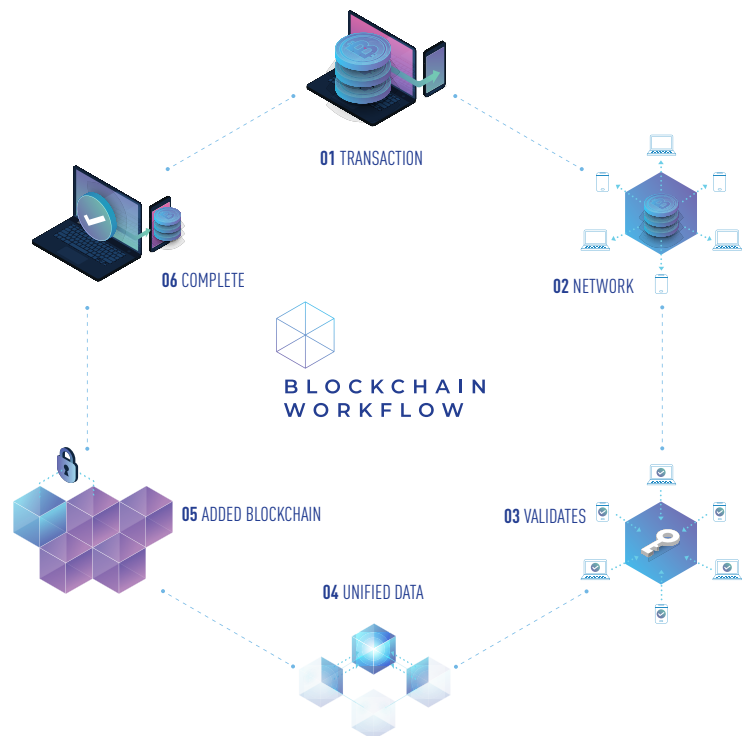 01 TRANSACTION
02 NETWORK
03 VALIDATES
04 UNIFIED DATA
05 ADDED BLOCKCHAIN
06 COMPLETE
BLOCKCHAIN
WORKFLOW